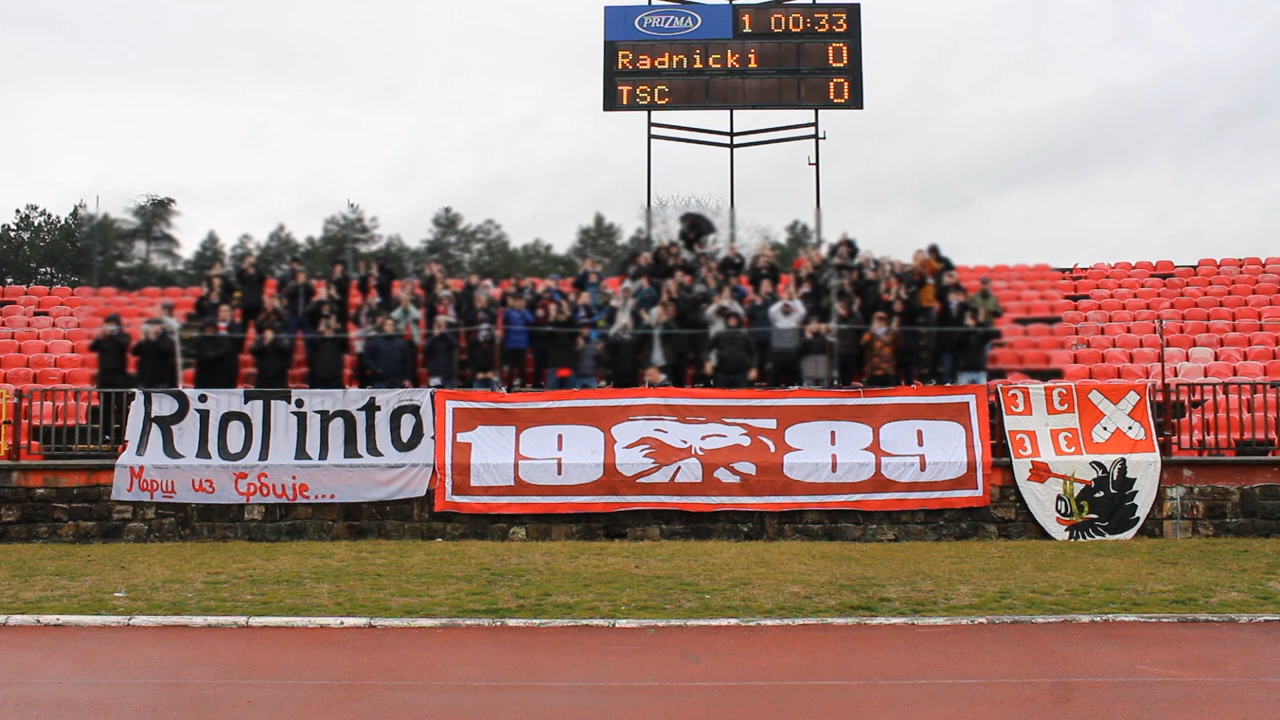 PRIZMA
1 00:33
Radnicki 0
TSC 0
RioTinto
Марш из Србије...
1989